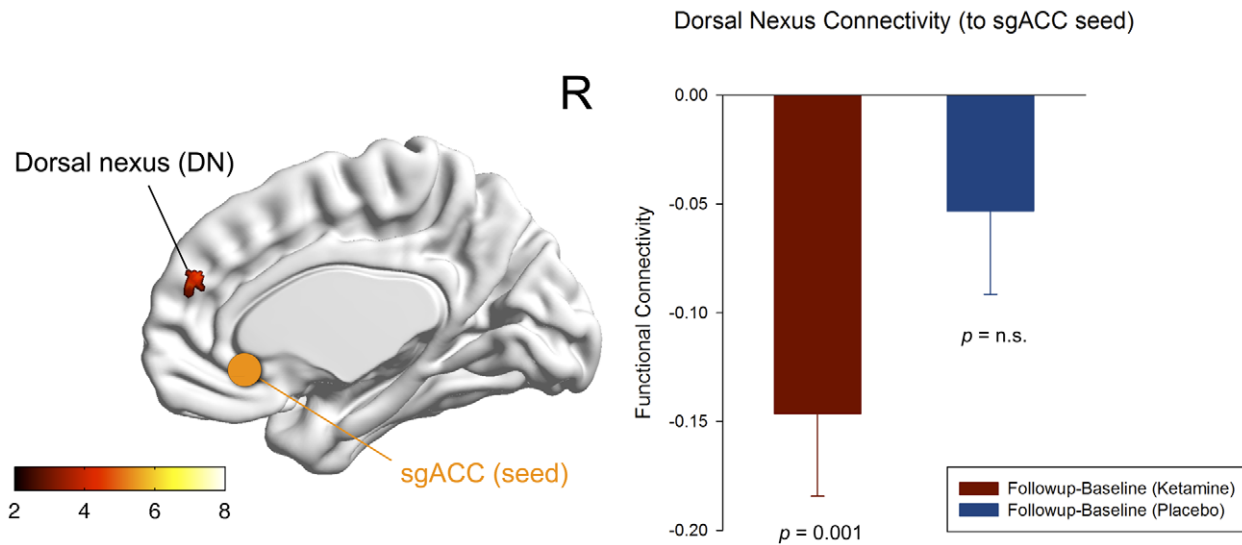 Dorsal Nexus Connectivity (to sgACC seed)
R
Dorsal nexus (DN)
sgACC (seed)
2 4 6 8
Functional Connectivity
0.00
-0.05
-0.10
-0.15
-0.20
p = 0.001
p = n.s.
Followup-Baseline (Ketamine)
Followup-Baseline (Placebo)